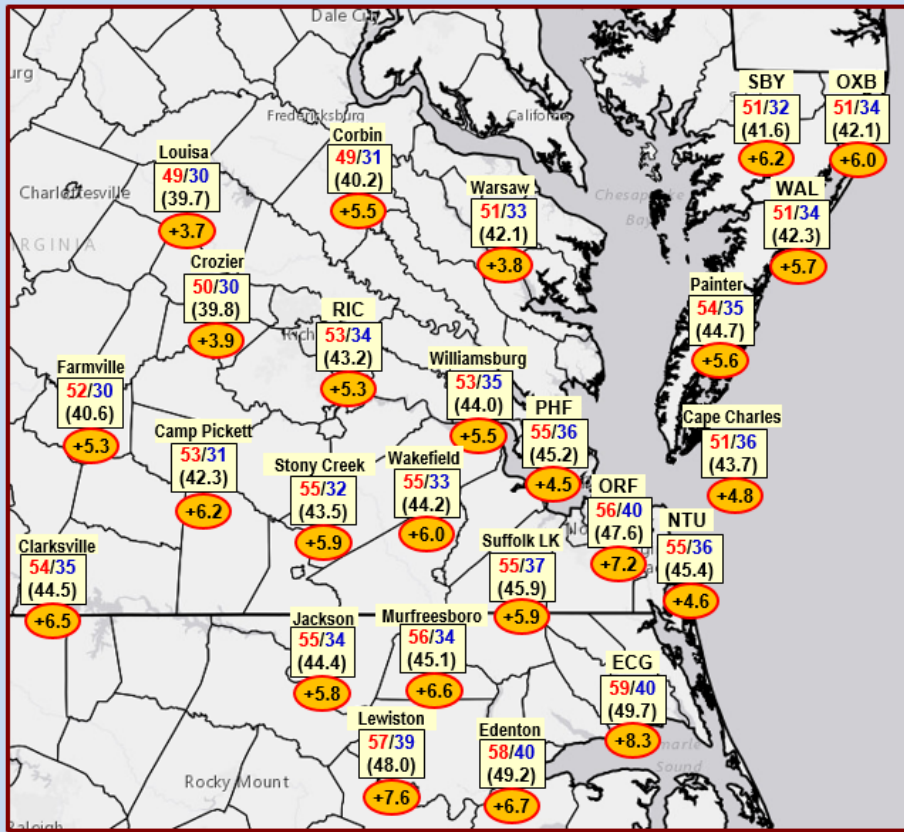 Dale City
urg
Fredericksburg
California
SBY
51/32
(41.6)
+6.2
OXB
51/34
(42.1)
+6.0
Corbin
49/31
(40.2)
+5.5
Louisa
49/30
(39.7)
+3.7
Charlottesville
Warsaw
51/33
(42.1)
+3.8
Chesapeake
Bay
WAL
51/34
(42.3)
+5.7
VIRGINIA
Crozier
50/30
(39.8)
+3.9
Painter
54/35
(44.7)
+5.6
RIC
53/34
(43.2)
+5.3
Rich
Williamsburg
53/35
(44.0)
+5.5
Farmville
52/30
(40.6)
+5.3
PHF
55/36
(45.2)
+4.5
Cape Charles
51/36
(43.7)
+4.8
Camp Pickett
53/31
(42.3)
+6.2
Stony Creek
55/32
(43.5)
+5.9
Wakefield
55/33
(44.2)
+6.0
ORF
56/40
(47.6)
+7.2
No
NTU
55/36
(45.4)
+4.6
Suffolk LK
55/37
(45.9)
+5.9
Clarksville
54/35
(44.5)
+6.5
Jackson
55/34
(44.4)
+5.8
Murfreesboro
56/34
(45.1)
+6.6
ECG
59/40
(49.7)
+8.3
marle
Sound
Lewiston
57/39
(48.0)
+7.6
Edenton
58/40
(49.2)
+6.7
Rocky Mount
Raleigh